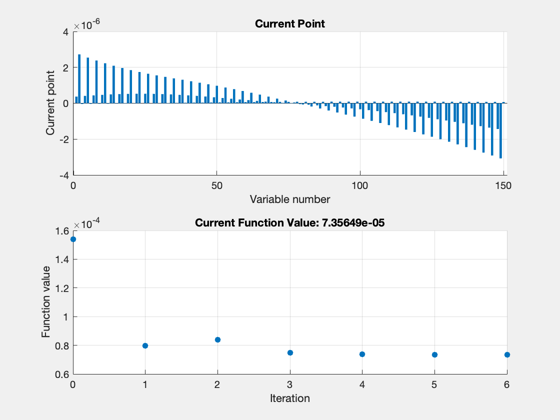 Current Point
×10^-6
4
2
0
-2
-4
Current point
0 50 100 150
Variable number
Current Function Value: 7.35649e-05
×10^-4
1.6
1.4
1.2
1
0.8
0.6
Function value
0 1 2 3 4 5 6
Iteration